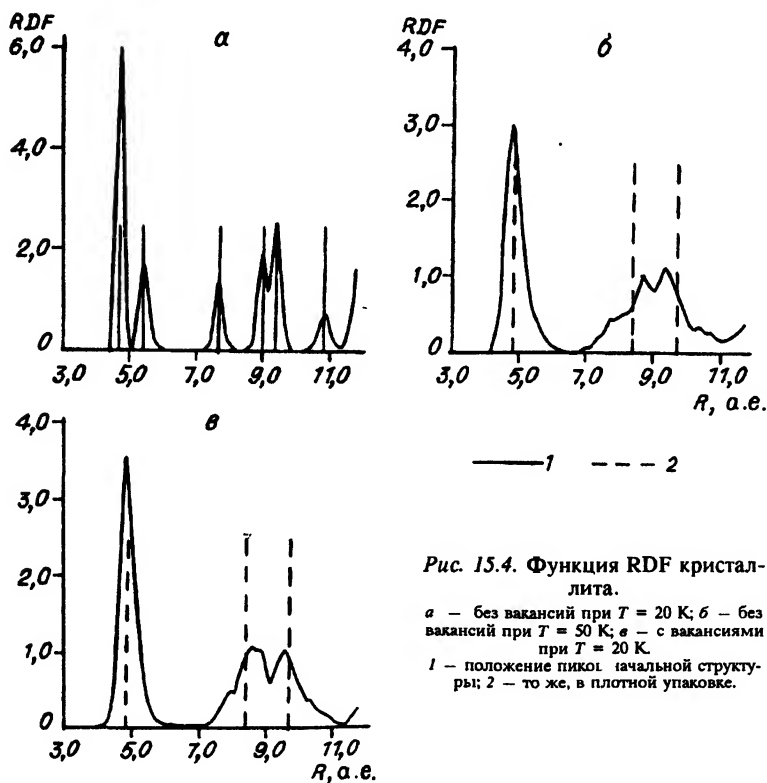 RDF
6,0
4,0
2,0
0
3,0 5,0 7,0 9,0 11,0
а
RDF
4,0
3,0
2,0
1,0
0
3,0 5,0 7,0 9,0 11,0
R, а.е.
б
4,0
3,0
2,0
1,0
0
3,0 5,0 7,0 9,0 11,0
R, а.е.
в
1 2
Рис. 15.4. Функция RDF кристал-
лита.
а — без вакансий при T = 20 К; б — без
вакансий при T = 50 К; в — с вакансиями
при T = 20 К.
1 — положение начальной структу-
ры; 2 — то же, в плотной упаковке.